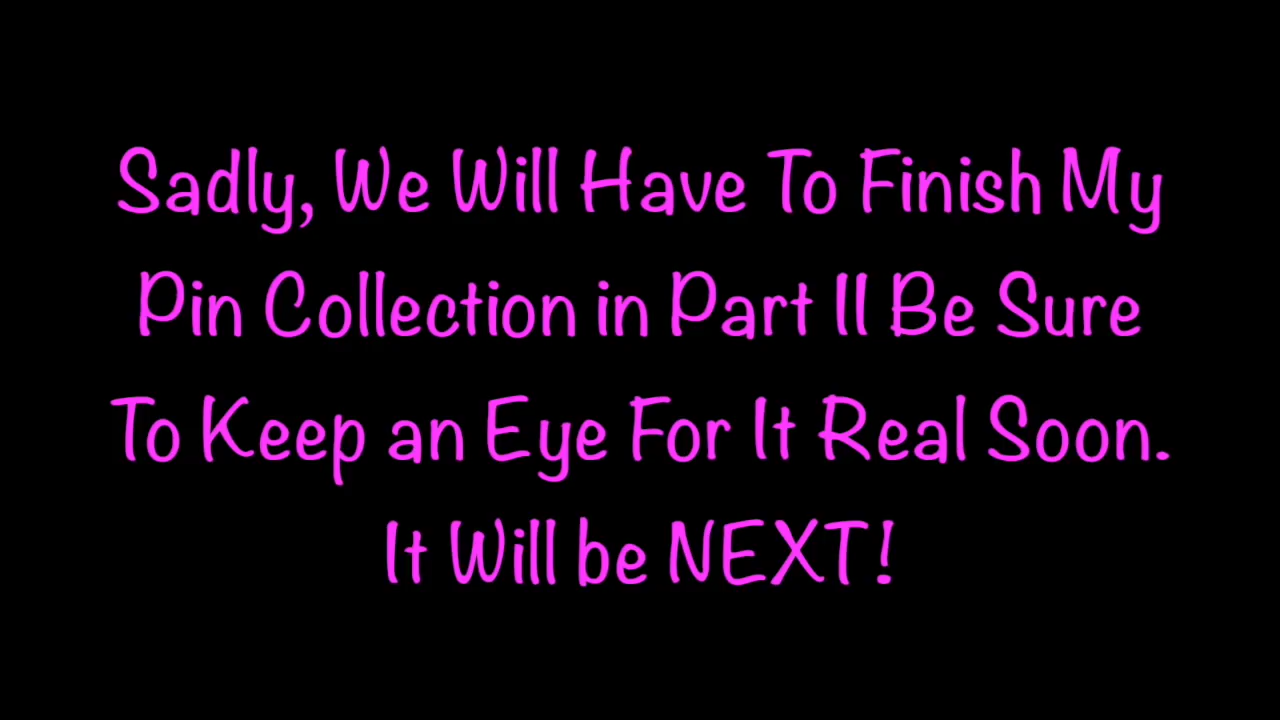 Sadly, We Will Have To Finish My
Pin Collection in Part II Be Sure
To Keep an Eye For It Real Soon.
It Will be NEXT!